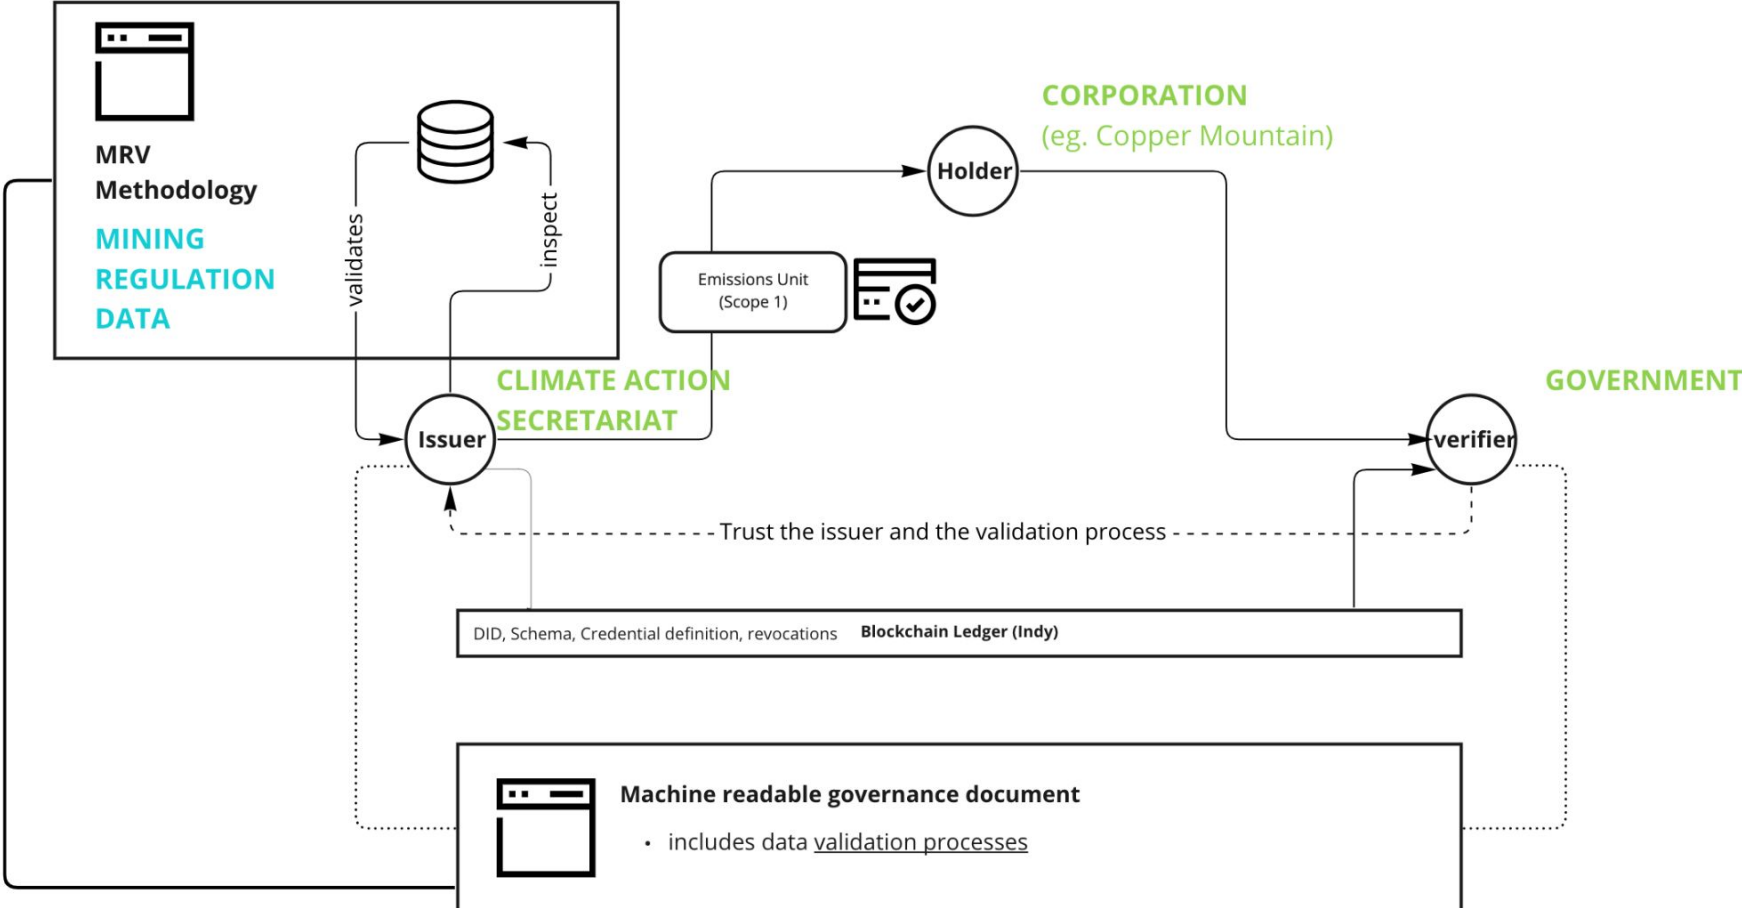 MRV
Methodology
MINING
REGULATION
DATA
validates
inspect
CORPORATION
(eg. Copper Mountain)
Holder
Emissions Unit
(Scope 1)
CLIMATE ACTION
SECRETARIAT
Issuer
GOVERNMENT
verifier
Trust the issuer and the validation process
DID, Schema, Credential definition, revocations Blockchain Ledger (Indy)
Machine readable governance document
• includes data validation processes